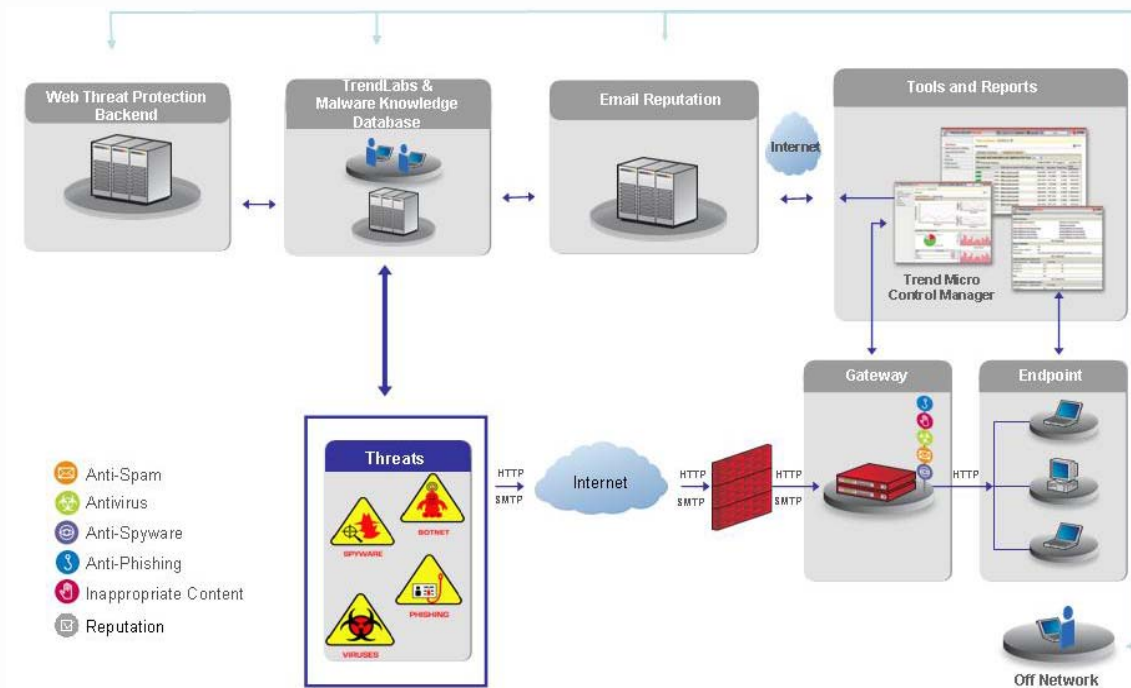 Web Threat Protection
Backend
TrendLabs &
Malware Knowledge
Database
Email Reputation
Internet
Tools and Reports
Trend Micro
Control Manager
Gateway
Endpoint
Threats
SPYWARE
BOTNET
PHISHING
VIRUSES
HTTP
SMTP
Internet
HTTP
SMTP
HTTP
SMTP
HTTP
Anti-Spam
Antivirus
Anti-Spyware
Anti-Phishing
Inappropriate Content
Reputation
Off Network